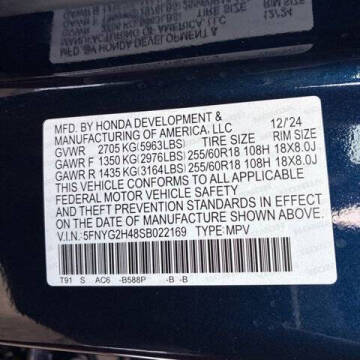 MFD. BY HONDA DEVELOPMENT & 12/24
MANUFACTURING OF AMERICA, LLC
GVWR 2705 KG(5963LBS) TIRE SIZE RIM SIZE
GAWR F 1350 KG(2976LBS) 255/60R18 108H 18X8.0J
GAWR R 1435 KG(3164LBS) 255/60R18 108H 18X8.0J
THIS VEHICLE CONFORMS TO ALL APPLICABLE
FEDERAL MOTOR VEHICLE SAFETY
STANDARDS IN EFFECT
ON THE DATE OF MANUFACTURE SHOWN ABOVE.
V.I.N.: 5FNYG2H48SB022169 TYPE: MPV
T91 S AC6 -B588P -B -B